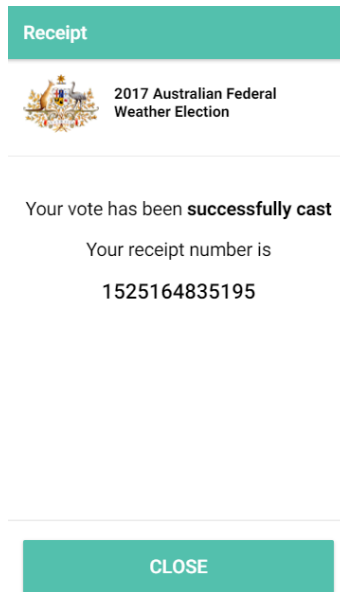 Receipt
2017 Australian Federal
Weather Election
Your vote has been successfully cast
Your receipt number is
1525164835195
CLOSE